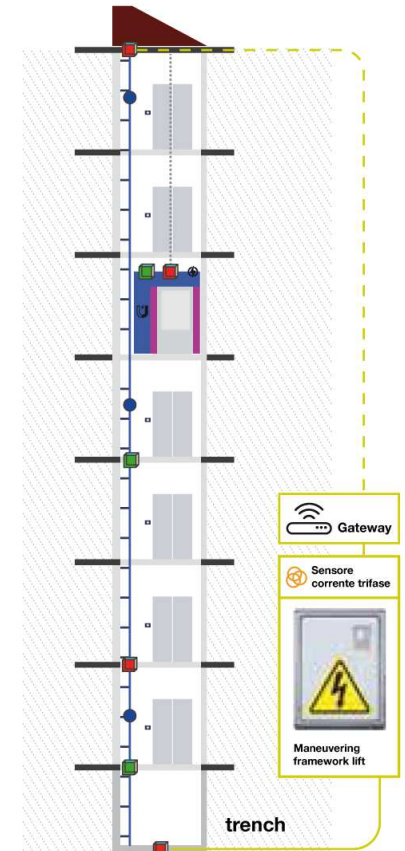 Gateway
Sensore
corrente trifase
Maneuvering
framework lift
trench